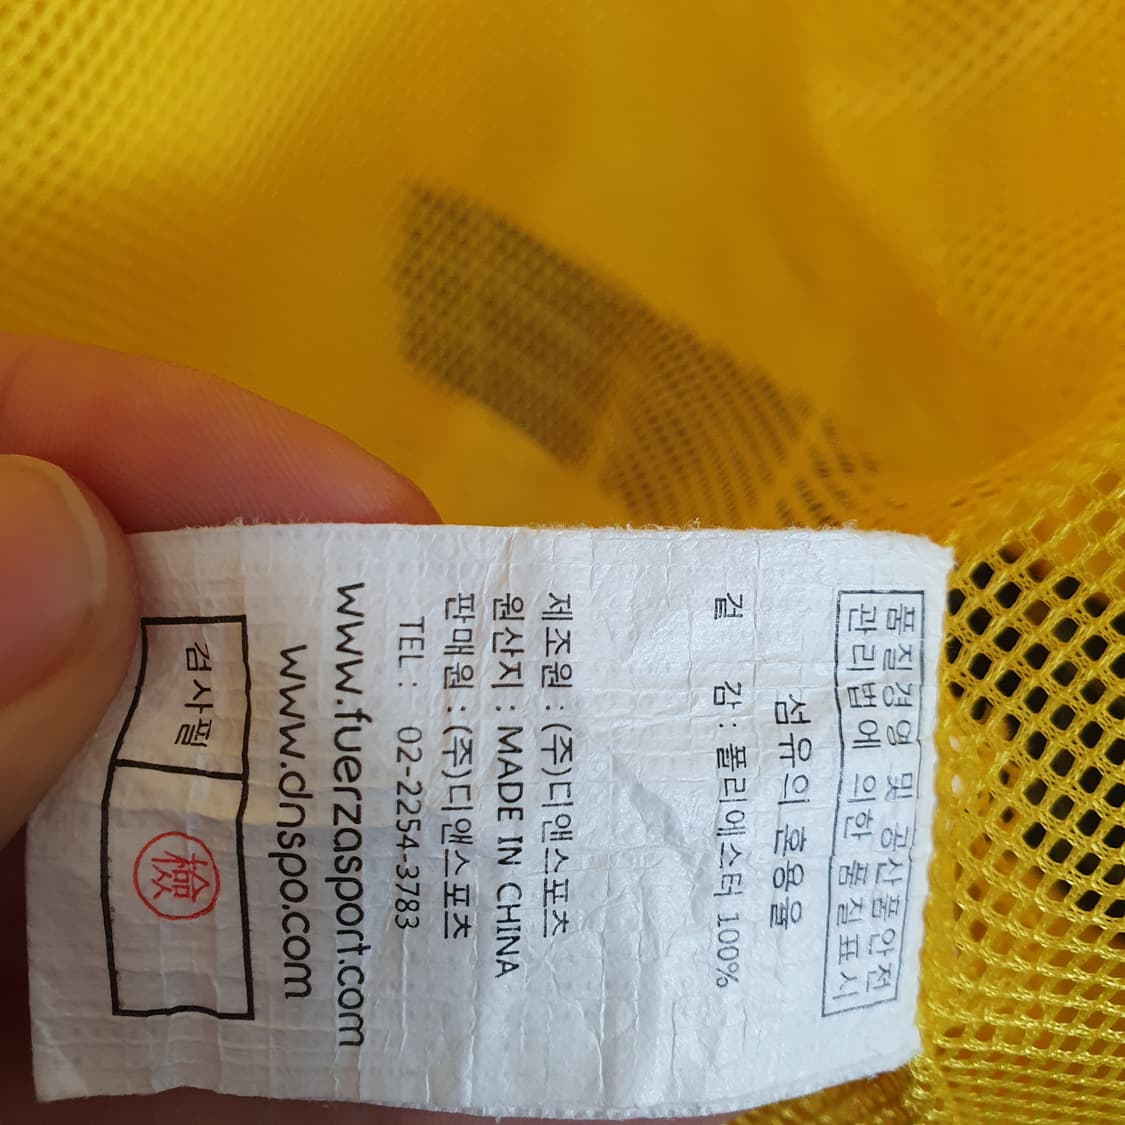 품질경영 및 공산품안전
관리법에 의한 품질표시
섬유의 혼용율
겉 감 : 폴리에스터 100%
제조원 : (주)디앤스포츠
원산지 : MADE IN CHINA
판매원 : (주)디앤스포츠
TEL : 02-2254-3783
www.fuerzasport.com
www.dnspo.com
검사필 檢